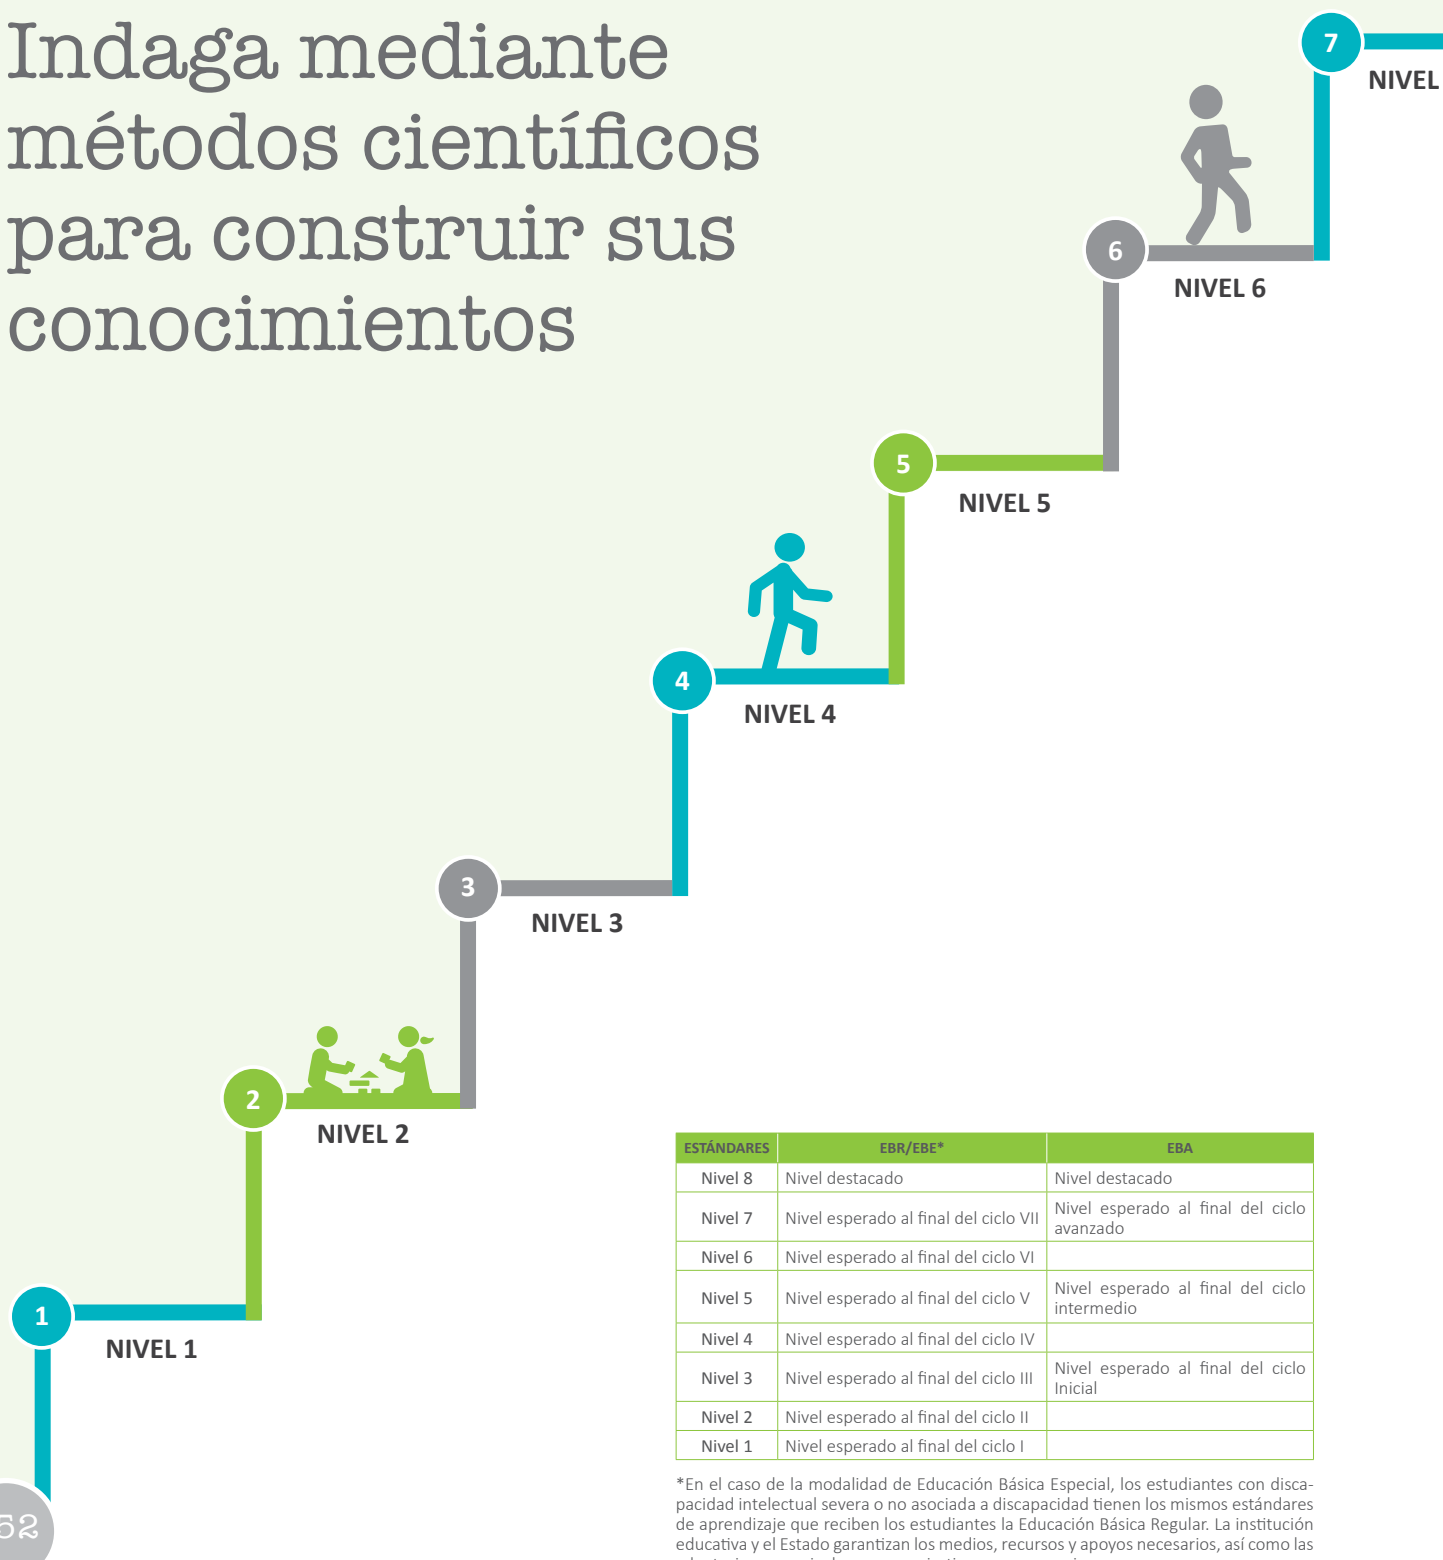 Indaga mediante
métodos científicos
para construir sus
conocimientos
7
NIVEL
6
NIVEL 6
5
NIVEL 5
4
NIVEL 4
3
NIVEL 3
2
NIVEL 2
1
NIVEL 1
ESTÁNDARES EBR/EBE* EBA
Nivel 8 Nivel destacado Nivel destacado
Nivel 7 Nivel esperado al final del ciclo VII Nivel esperado al final del ciclo
avanzado
Nivel 6 Nivel esperado al final del ciclo VI
Nivel 5 Nivel esperado al final del ciclo V Nivel esperado al final del ciclo
intermedio
Nivel 4 Nivel esperado al final del ciclo IV
Nivel 3 Nivel esperado al final del ciclo III Nivel esperado al final del ciclo
Inicial
Nivel 2 Nivel esperado al final del ciclo II
Nivel 1 Nivel esperado al final del ciclo I
*En el caso de la modalidad de Educación Básica Especial, los estudiantes con disca-
pacidad intelectual severa o no asociada a discapacidad tienen los mismos estándares
de aprendizaje que reciben los estudiantes la Educación Básica Regular. La institución
educativa y el Estado garantizan los medios, recursos y apoyos necesarios, así como las
52